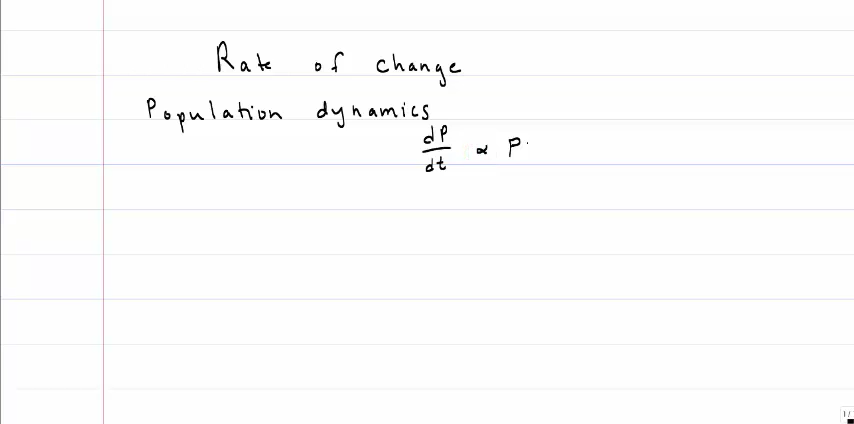 Rate of change
Population dynamics
dP/dt ∝ P